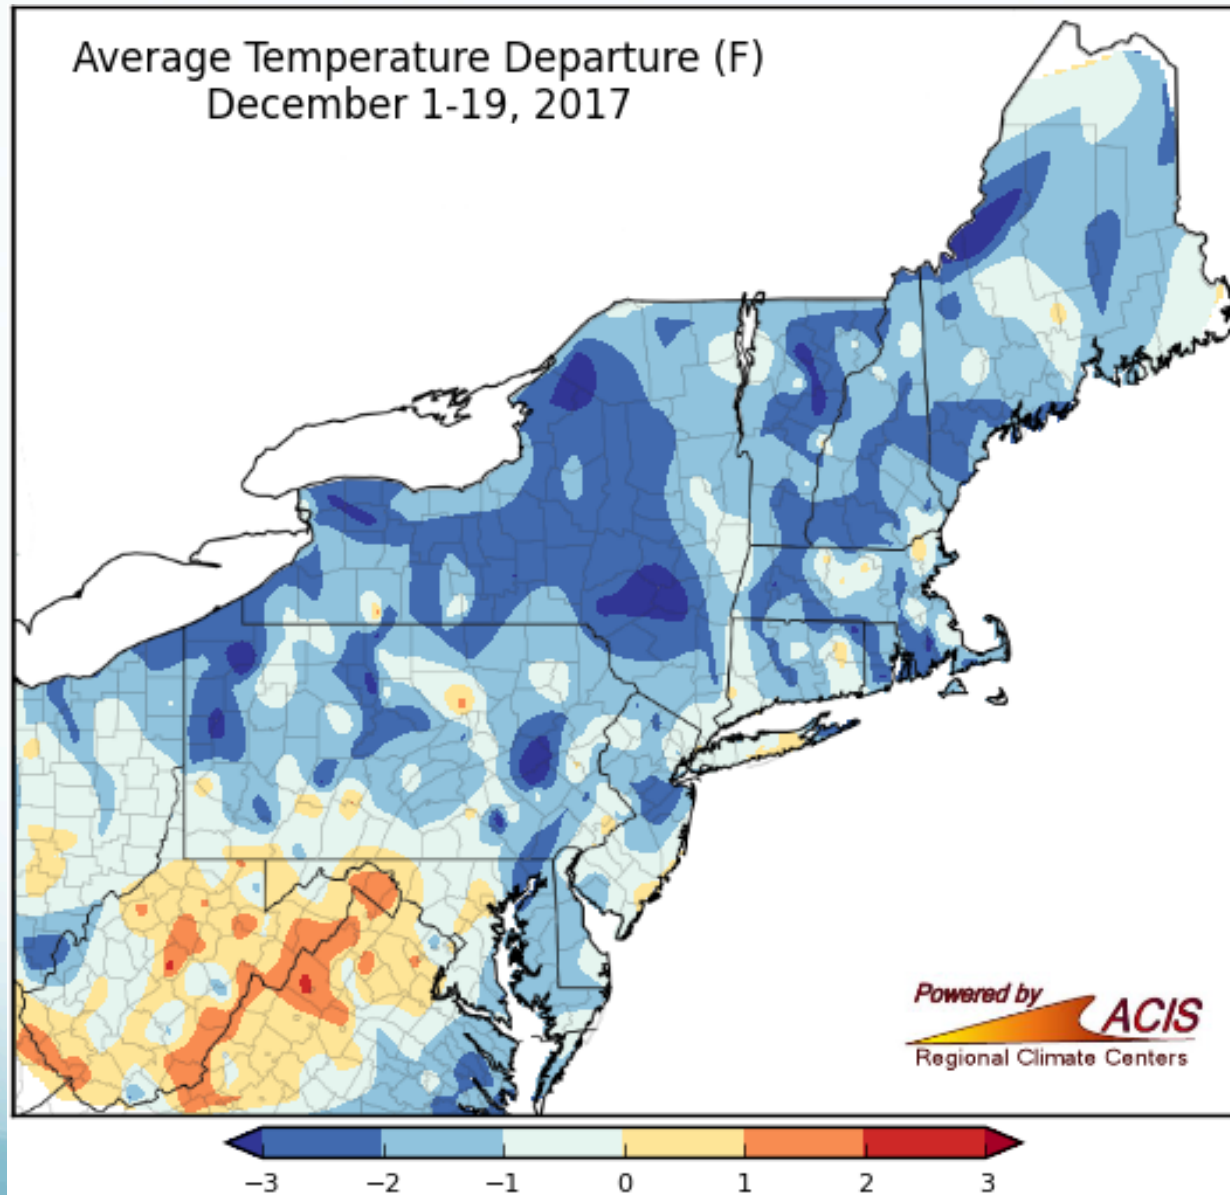 Average Temperature Departure (F)
December 1-19, 2017
Powered by
ACIS
Regional Climate Centers
−3 −2 −1 0 1 2 3